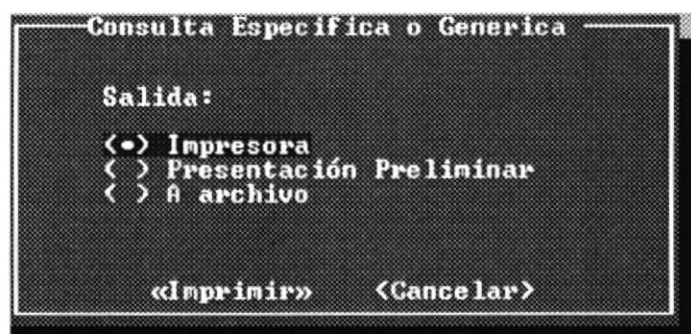 Consulta Especifica o Generica
Salida:
(•) Impresora
( ) Presentación Preliminar
( ) A archivo
«Imprimir» <Cancelar>